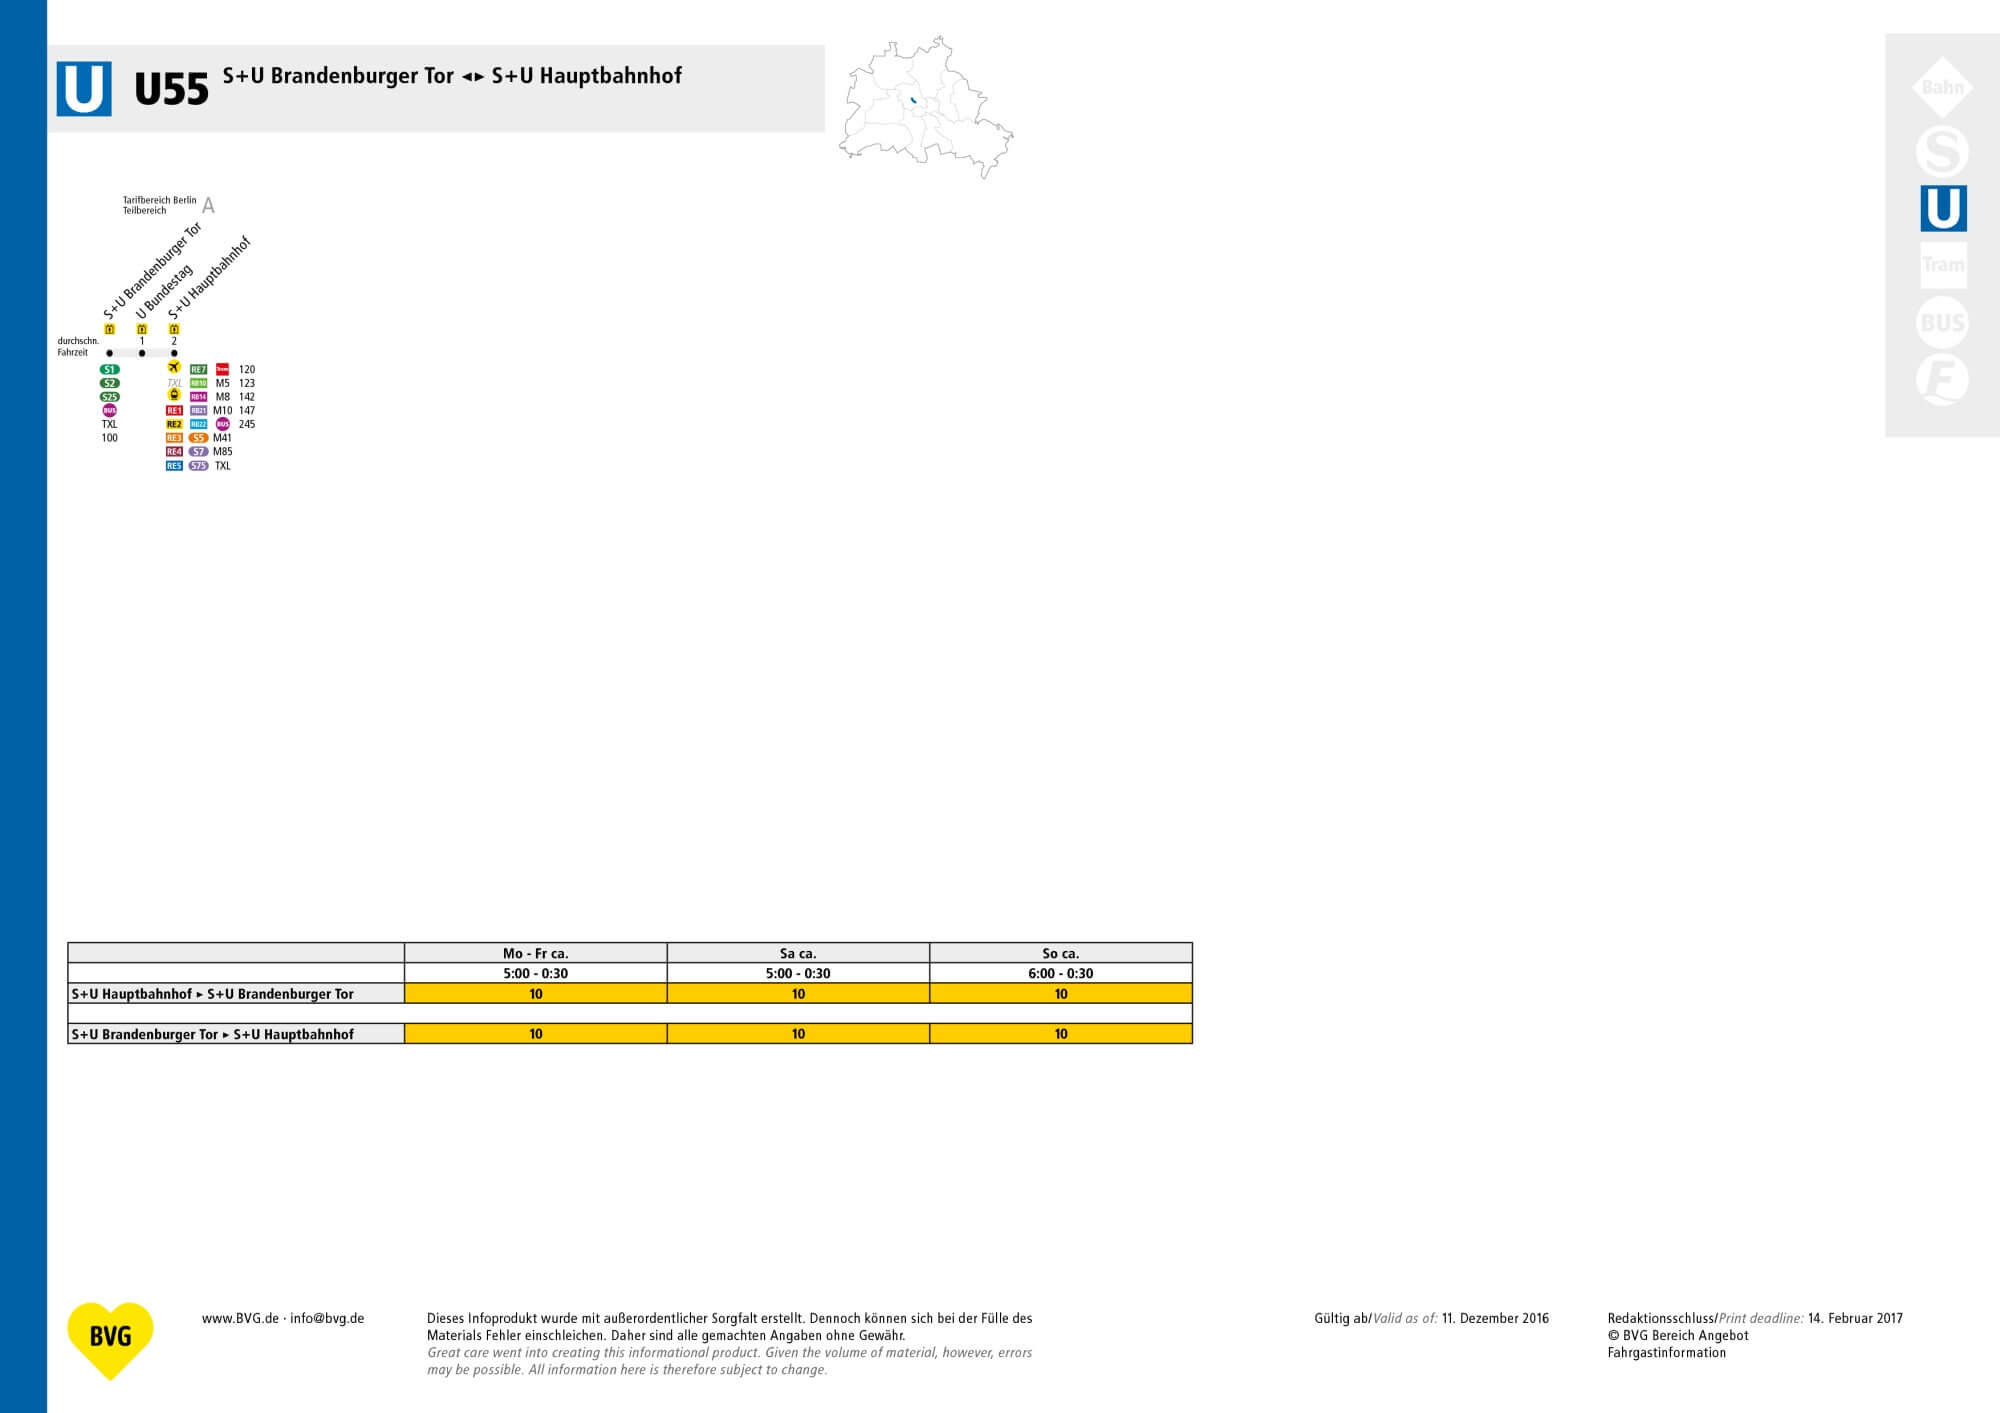 U U55 S+U Brandenburger Tor ◄► S+U Hauptbahnhof
Bahn
S
U
Tram
BUS
F
Tarifbereich Berlin A
Teilbereich
S+U Brandenburger Tor
U Bundestag
S+U Hauptbahnhof
durchschn. 1 2
Fahrzeit
S1 RE7 Tram 120
S2 TXL RB10 M5 123
S25 RB14 M8 142
BUS RE1 RB21 M10 147
TXL RE2 RB22 BUS 245
100 RE3 S5 M41
RE4 S7 M85
RE5 S75 TXL
Mo - Fr ca. Sa ca. So ca.
5:00 - 0:30 5:00 - 0:30 6:00 - 0:30
S+U Hauptbahnhof ► S+U Brandenburger Tor 10 10 10
S+U Brandenburger Tor ► S+U Hauptbahnhof 10 10 10
BVG
www.BVG.de · info@bvg.de
Dieses Infoprodukt wurde mit außerordentlicher Sorgfalt erstellt. Dennoch können sich bei der Fülle des
Materials Fehler einschleichen. Daher sind alle gemachten Angaben ohne Gewähr.
Great care went into creating this informational product. Given the volume of material, however, errors
may be possible. All information here is therefore subject to change.
Gültig ab/Valid as of: 11. Dezember 2016
Redaktionsschluss/Print deadline: 14. Februar 2017
© BVG Bereich Angebot
Fahrgastinformation